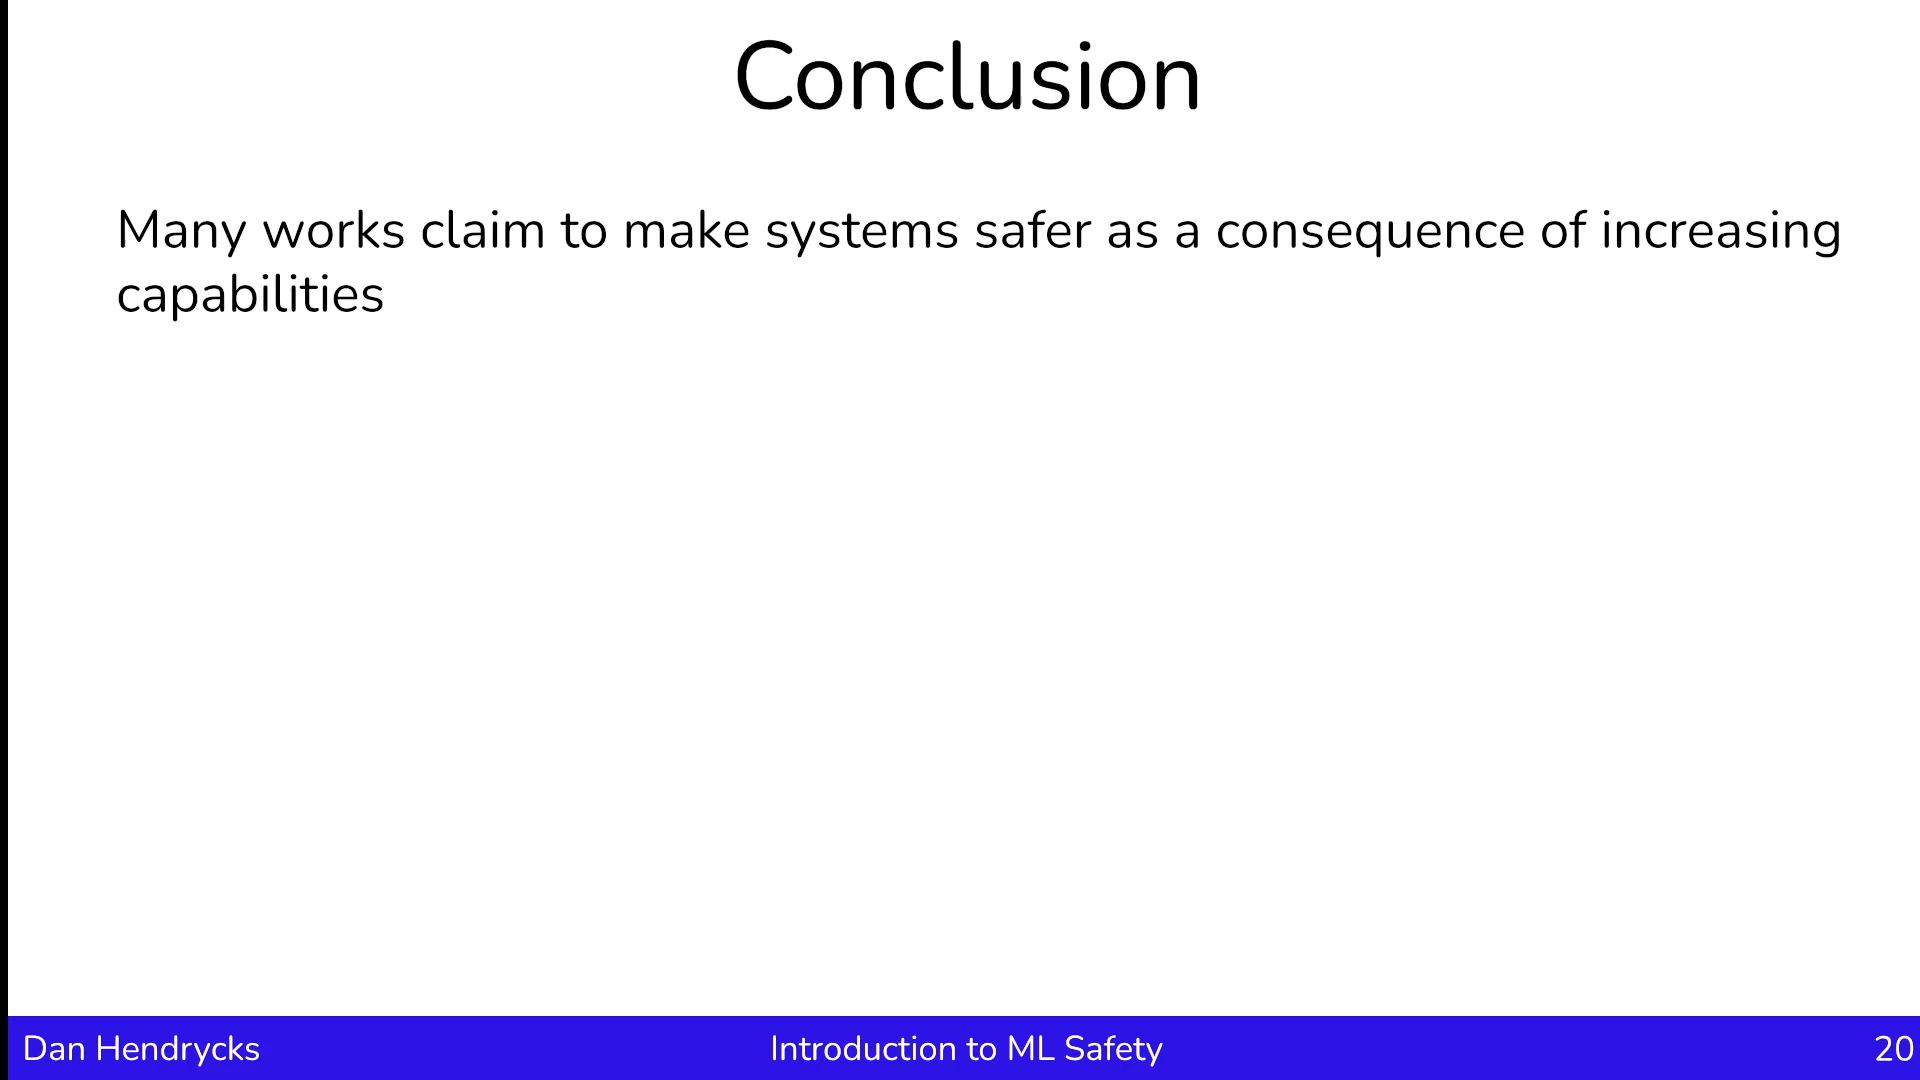 Conclusion
Many works claim to make systems safer as a consequence of increasing
capabilities
Dan Hendrycks
Introduction to ML Safety
20